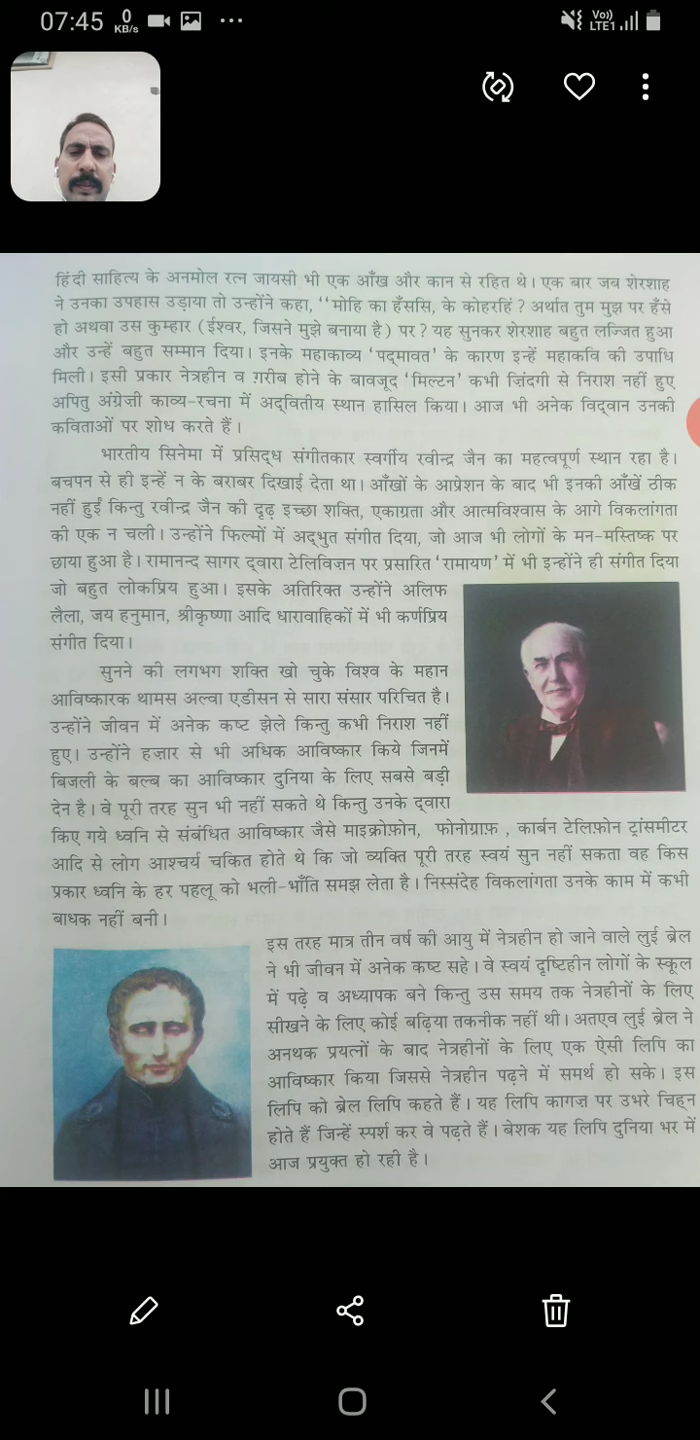 07:45
0
KB/s
Vo))
LTE1
हिंदी साहित्य के अनमोल रत्न जायसी भी एक आँख और कान से रहित थे। एक बार जब शेरशाह
ने उनका उपहास उड़ाया तो उन्होंने कहा, ''मोहि का हँससि, के कोहरहिं ? अर्थात तुम मुझ पर हँसे
हो अथवा उस कुम्हार (ईश्वर, जिसने मुझे बनाया है) पर ? यह सुनकर शेरशाह बहुत लज्जित हुआ
और उन्हें बहुत सम्मान दिया। इनके महाकाव्य 'पद्मावत' के कारण इन्हें महाकवि की उपाधि
मिली। इसी प्रकार नेत्रहीन व ग़रीब होने के बावजूद 'मिल्टन' कभी ज़िंदगी से निराश नहीं हुए
अपितु अंग्रेज़ी काव्य-रचना में अद्वितीय स्थान हासिल किया। आज भी अनेक विद्वान उनकी
कविताओं पर शोध करते हैं।
भारतीय सिनेमा में प्रसिद्ध संगीतकार स्वर्गीय रवीन्द्र जैन का महत्वपूर्ण स्थान रहा है।
बचपन से ही इन्हें न के बराबर दिखाई देता था। आँखों के आप्रेशन के बाद भी इनकी आँखें ठीक
नहीं हुईं किन्तु रवीन्द्र जैन की दृढ़ इच्छा शक्ति, एकाग्रता और आत्मविश्वास के आगे विकलांगता
की एक न चली। उन्होंने फिल्मों में अद्भुत संगीत दिया, जो आज भी लोगों के मन-मस्तिष्क पर
छाया हुआ है। रामानन्द सागर द्वारा टेलिविज़न पर प्रसारित 'रामायण' में भी इन्होंने ही संगीत दिया
जो बहुत लोकप्रिय हुआ। इसके अतिरिक्त उन्होंने अलिफ
लैला, जय हनुमान, श्रीकृष्णा आदि धारावाहिकों में भी कर्णप्रिय
संगीत दिया।
सुनने की लगभग शक्ति खो चुके विश्व के महान
आविष्कारक थामस अल्वा एडीसन से सारा संसार परिचित है।
उन्होंने जीवन में अनेक कष्ट झेले किन्तु कभी निराश नहीं
हुए। उन्होंने हज़ार से भी अधिक आविष्कार किये जिनमें
बिजली के बल्ब का आविष्कार दुनिया के लिए सबसे बड़ी
देन है। वे पूरी तरह सुन भी नहीं सकते थे किन्तु उनके द्वारा
किए गये ध्वनि से संबंधित आविष्कार जैसे माइक्रोफ़ोन, फोनोग्राफ़ , कार्बन टेलिफ़ोन ट्रांसमीटर
आदि से लोग आश्चर्य चकित होते थे कि जो व्यक्ति पूरी तरह स्वयं सुन नहीं सकता वह किस
प्रकार ध्वनि के हर पहलू को भली-भाँति समझ लेता है। निस्संदेह विकलांगता उनके काम में कभी
बाधक नहीं बनी।
इस तरह मात्र तीन वर्ष की आयु में नेत्रहीन हो जाने वाले लुई ब्रेल
ने भी जीवन में अनेक कष्ट सहे। वे स्वयं दृष्टिहीन लोगों के स्कूल
में पढ़े व अध्यापक बने किन्तु उस समय तक नेत्रहीनों के लिए
सीखने के लिए कोई बढ़िया तकनीक नहीं थी। अतएव लुई ब्रेल ने
अनथक प्रयत्नों के बाद नेत्रहीनों के लिए एक ऐसी लिपि का
आविष्कार किया जिससे नेत्रहीन पढ़ने में समर्थ हो सके। इस
लिपि को ब्रेल लिपि कहते हैं। यह लिपि कागज़ पर उभरे चिह्न
होते हैं जिन्हें स्पर्श कर वे पढ़ते हैं। बेशक यह लिपि दुनिया भर में
आज प्रयुक्त हो रही है।